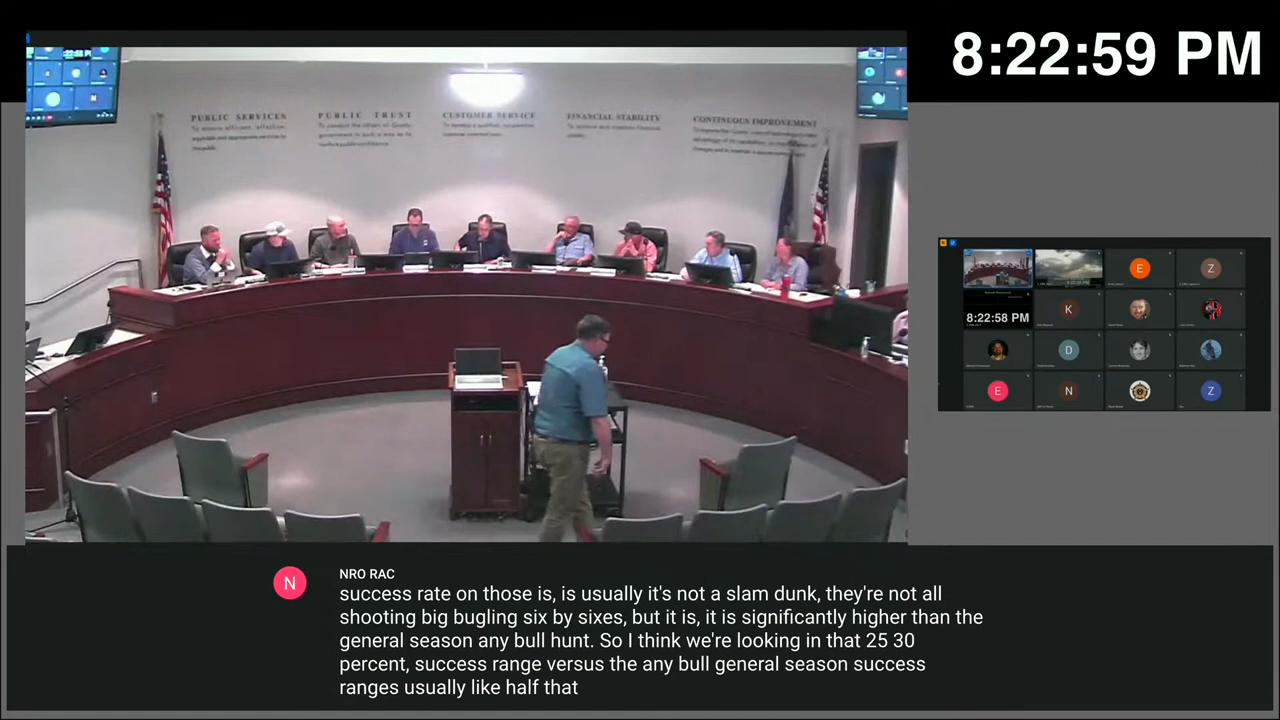 8:22:59 PM
PUBLIC SERVICES
PUBLIC TRUST
CUSTOMER SERVICE
FINANCIAL STABILITY
CONTINUOUS IMPROVEMENT
E
Z
8:22:58 PM
K
D
E
N
Z
N
NRO RAC
success rate on those is, is usually it's not a slam dunk, they're not all
shooting big bugling six by sixes, but it is, it is significantly higher than the
general season any bull hunt. So I think we're looking in that 25 30
percent, success range versus the any bull general season success
ranges usually like half that